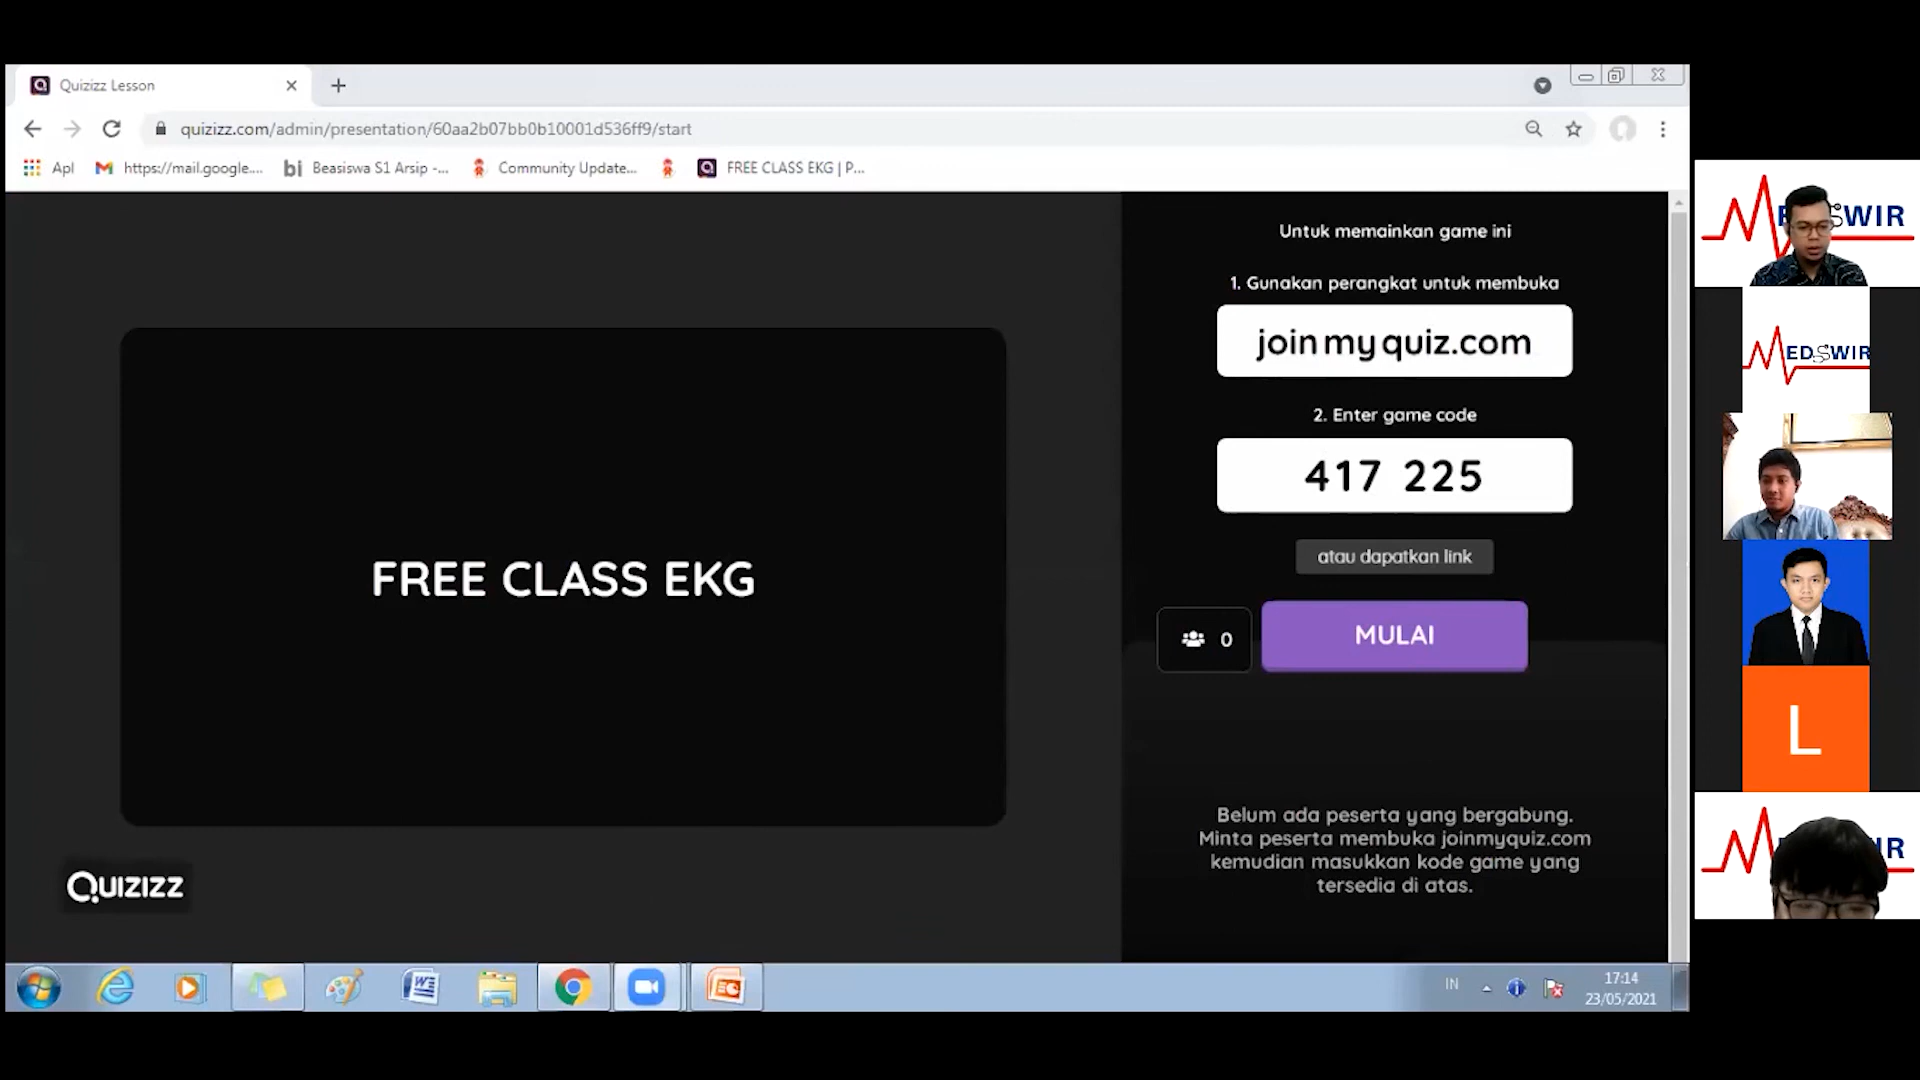 Quizizz Lesson
quizizz.com/admin/presentation/60aa2b07bb0b10001d536ff9/start
Apl
https://mail.google....
bi
Beasiswa S1 Arsip -...
Community Update...
FREE CLASS EKG | P...
FREE CLASS EKG
QUIZIZZ
Untuk memainkan game ini
1. Gunakan perangkat untuk membuka
joinmyquiz.com
2. Enter game code
417 225
atau dapatkan link
0
MULAI
Belum ada peserta yang bergabung.
Minta peserta membuka joinmyquiz.com
kemudian masukkan kode game yang
tersedia di atas.
IN
17:14
23/05/2021
WIR
MEDSWIR
L
R